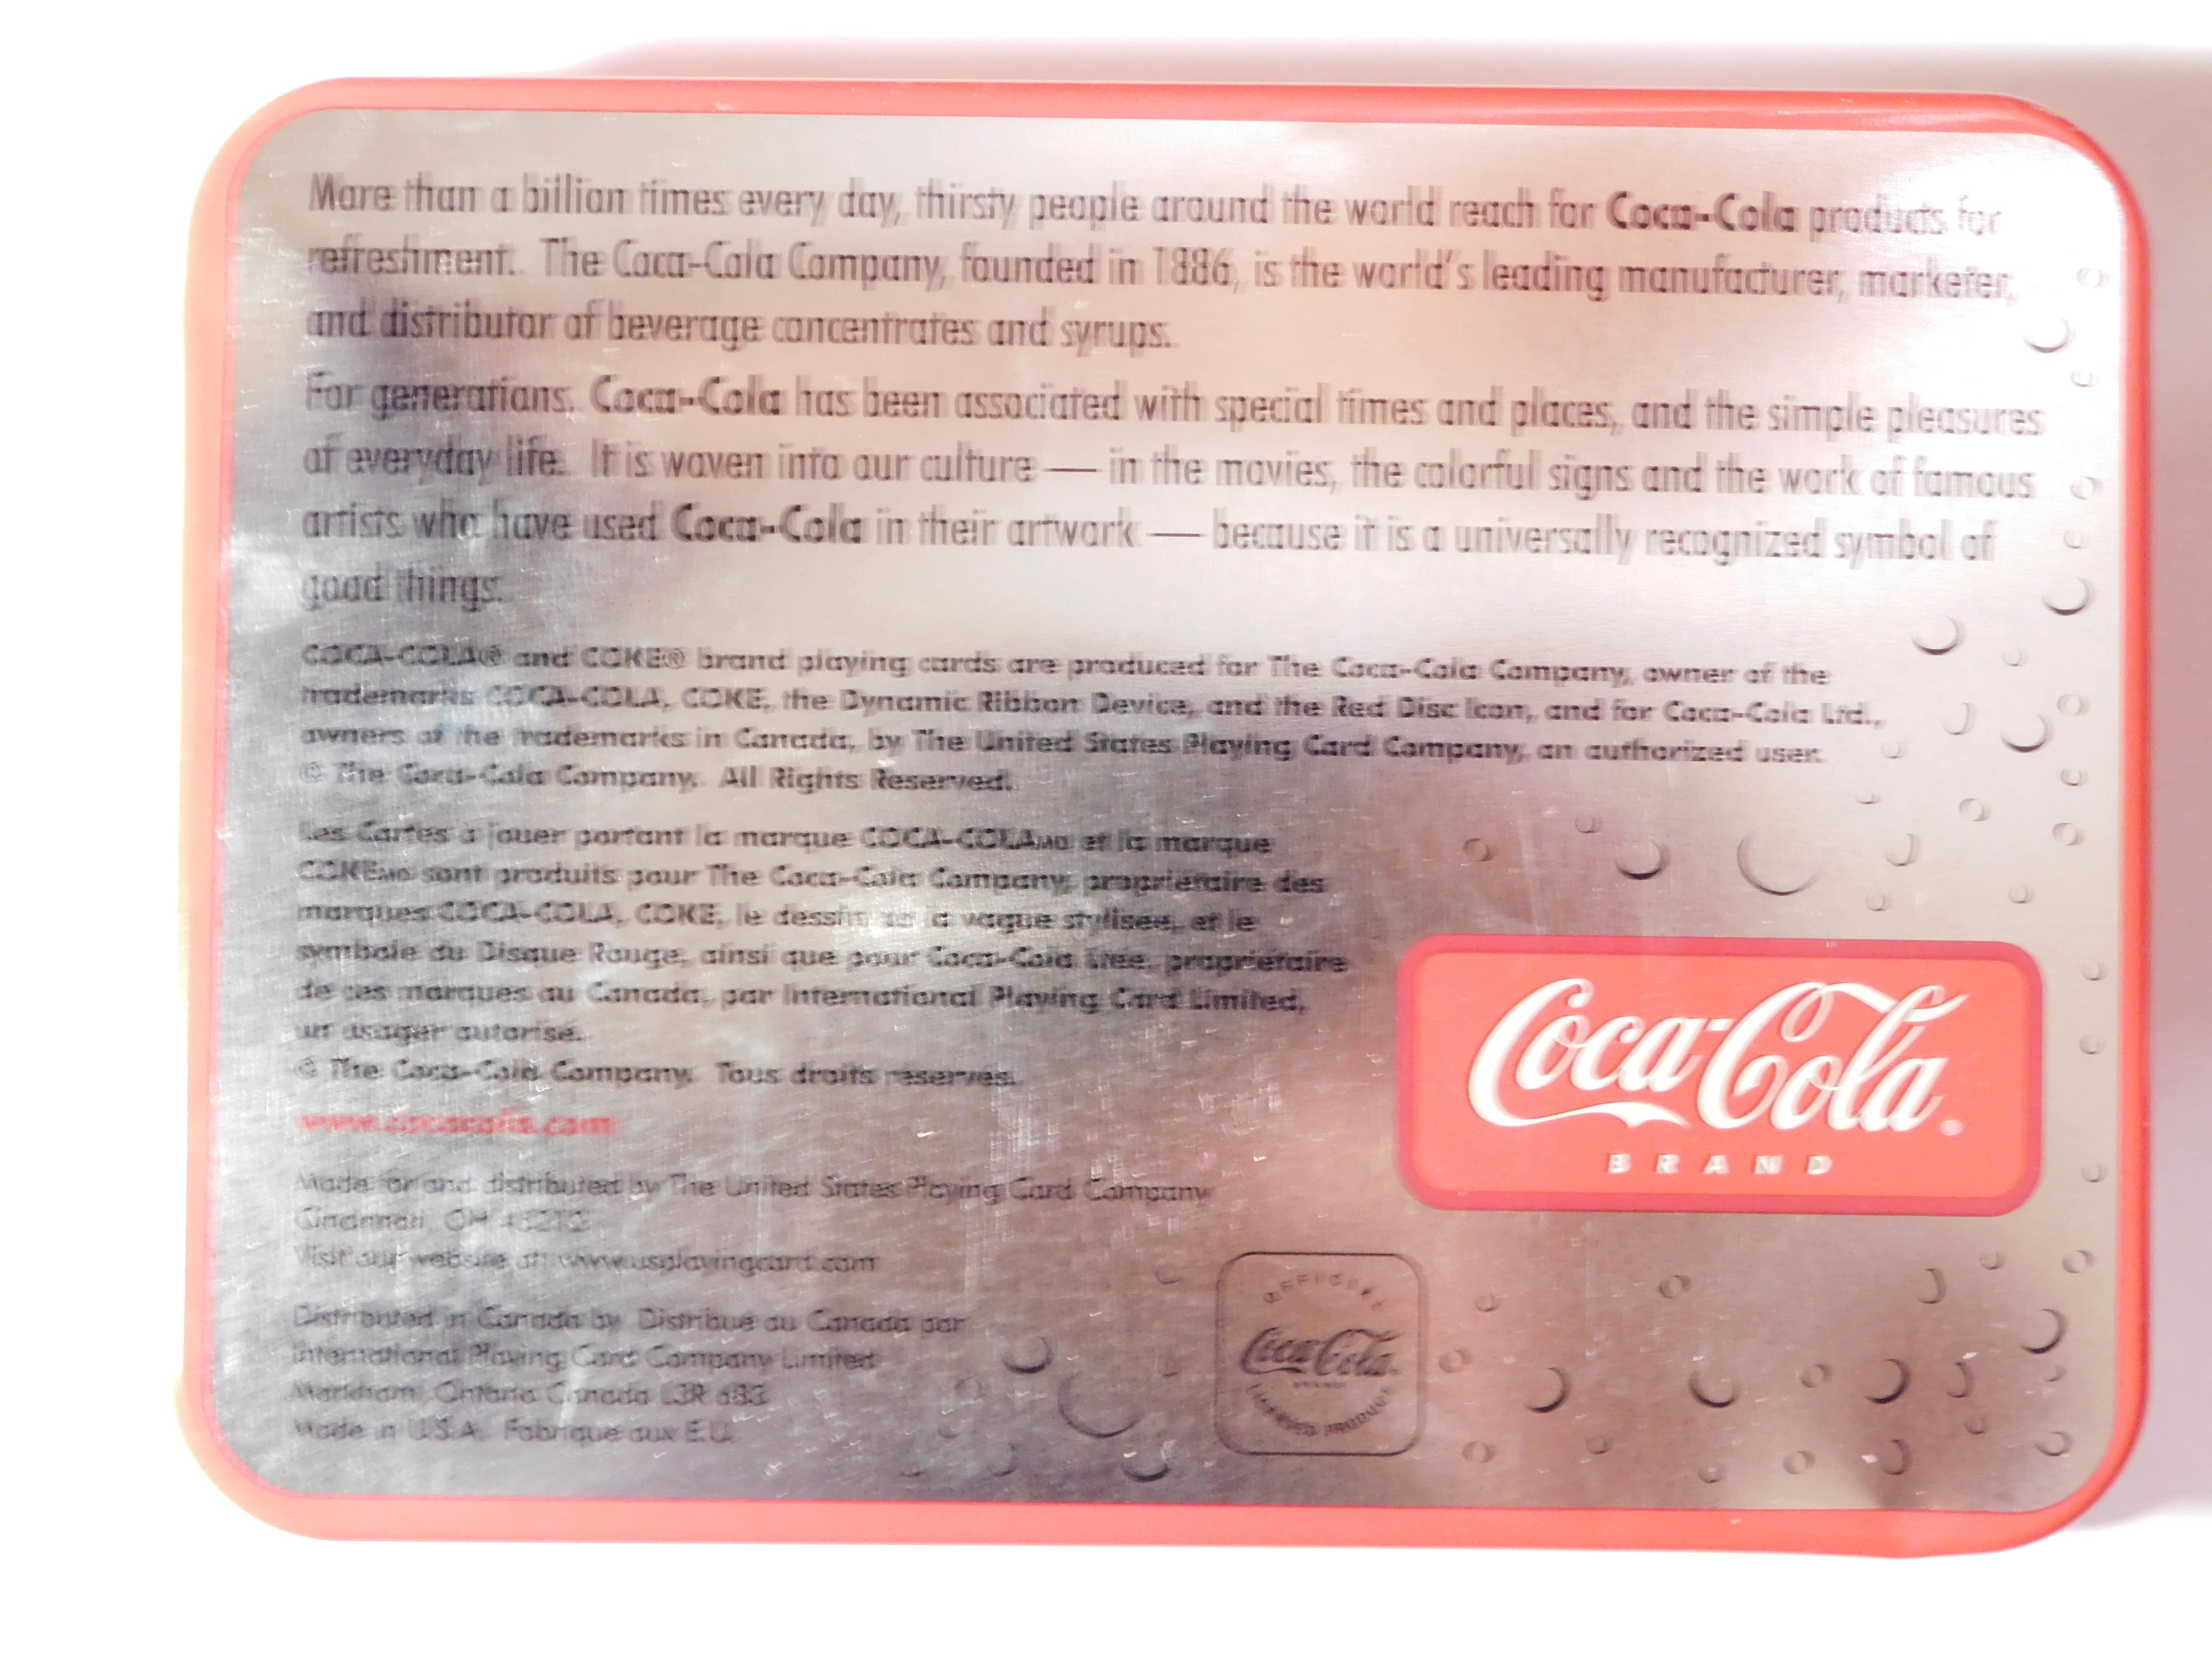 More than a billion times every day, thirsty people around the world reach for Coca-Cola products for
refreshment. The Coca-Cola Company, founded in 1886, is the world's leading manufacturer, marketer,
and distributor of beverage concentrates and syrups.
For generations, Coca-Cola has been associated with special times and places, and the simple pleasures
of everyday life. It is woven into our culture — in the movies, the colorful signs and the work of famous
artists who have used Coca-Cola in their artwork — because it is a universally recognized symbol of
good things.
COCA-COLA® and COKE® brand playing cards are produced for The Coca-Cola Company, owner of the
trademarks COCA-COLA, COKE, the Dynamic Ribbon Device, and the Red Disc Icon, and for Coca-Cola Ltd.,
owners of the trademarks in Canada, by The United States Playing Card Company, an authorized user.
© The Coca-Cola Company. All Rights Reserved.
Les Cartes à jouer portant la marque COCA-COLAMD et la marque
COKEMD sont produits pour The Coca-Cola Company, propriétaire des
marques COCA-COLA, COKE, le dessin de la vague stylisée, et le
symbole du Disque Rouge, ainsi que pour Coca-Cola Ltée, propriétaire
de ces marques au Canada, par International Playing Card Limited,
un usager autorisé.
© The Coca-Cola Company. Tous droits réservés.
www.cocacola.com
Made for and distributed by The United States Playing Card Company
Cincinnati, OH 45212
Visit our website at: www.usplayingcard.com
Distributed in Canada by Distribué au Canada par
International Playing Card Company Limited
Markham, Ontario Canada L3R
Made in U.S.A. Fabrique aux E.U.
Coca-Cola®
BRAND
OFFICIAL
Coca-Cola
LICENSED PRODUCT